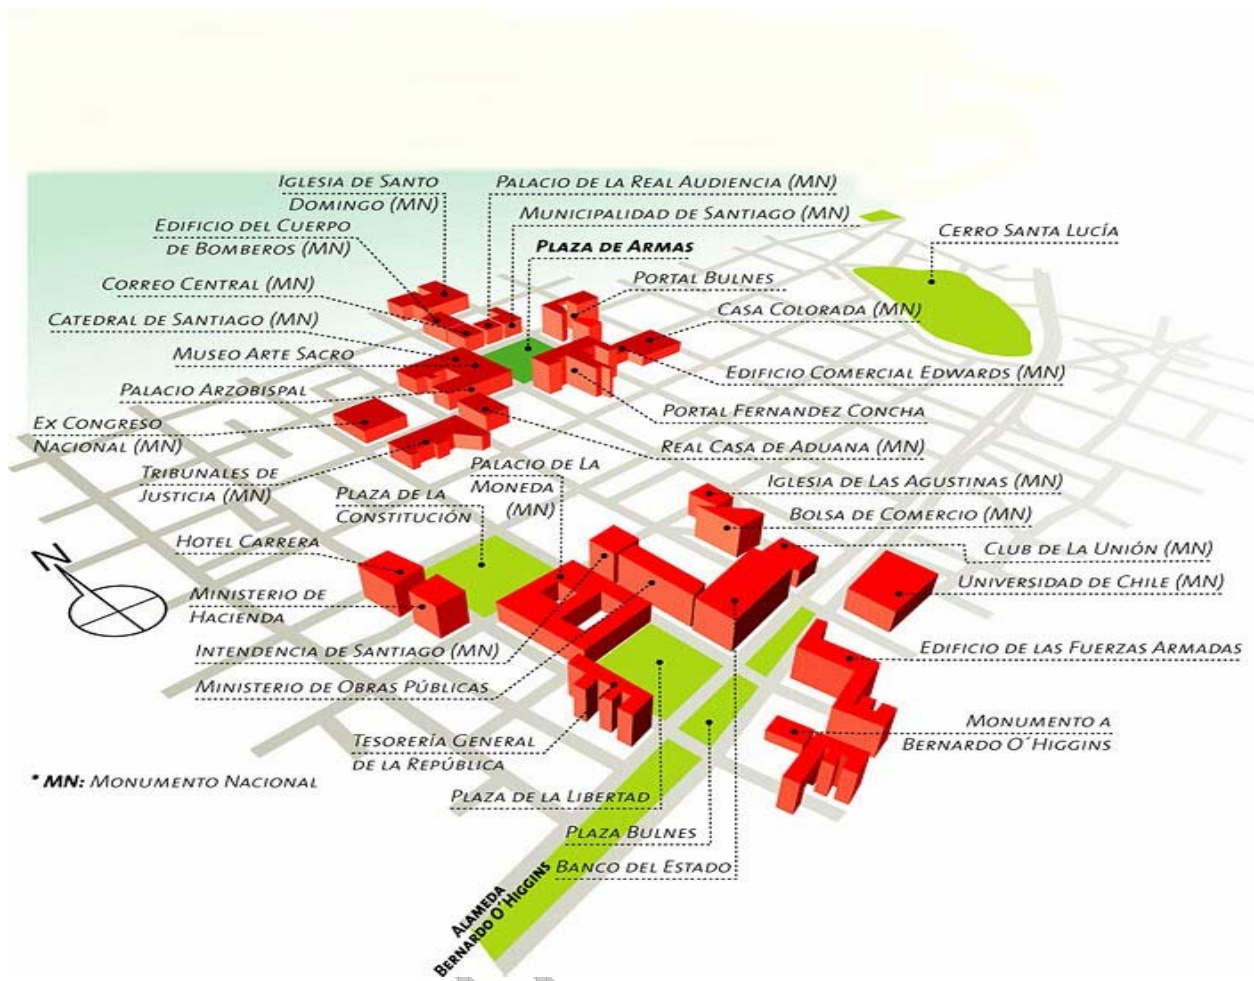 IGLESIA DE SANTO
DOMINGO (MN)
PALACIO DE LA REAL AUDIENCIA (MN)
MUNICIPALIDAD DE SANTIAGO (MN)
EDIFICIO DEL CUERPO
DE BOMBEROS (MN)
PLAZA DE ARMAS
CERRO SANTA LUCÍA
CORREO CENTRAL (MN)
PORTAL BULNES
CATEDRAL DE SANTIAGO (MN)
CASA COLORADA (MN)
MUSEO ARTE SACRO
EDIFICIO COMERCIAL EDWARDS (MN)
PALACIO ARZOBISPAL
PORTAL FERNANDEZ CONCHA
EX CONGRESO
NACIONAL (MN)
REAL CASA DE ADUANA (MN)
TRIBUNALES DE
JUSTICIA (MN)
PALACIO DE LA
MONEDA
(MN)
IGLESIA DE LAS AGUSTINAS (MN)
PLAZA DE LA
CONSTITUCIÓN
BOLSA DE COMERCIO (MN)
HOTEL CARRERA
CLUB DE LA UNIÓN (MN)
N
UNIVERSIDAD DE CHILE (MN)
MINISTERIO DE
HACIENDA
INTENDENCIA DE SANTIAGO (MN)
EDIFICIO DE LAS FUERZAS ARMADAS
MINISTERIO DE OBRAS PÚBLICAS
MONUMENTO A
BERNARDO O´HIGGINS
TESORERÍA GENERAL
DE LA REPÚBLICA
* MN: MONUMENTO NACIONAL
PLAZA DE LA LIBERTAD
PLAZA BULNES
BANCO DEL ESTADO
ALAMEDA
BERNARDO O´HIGGINS